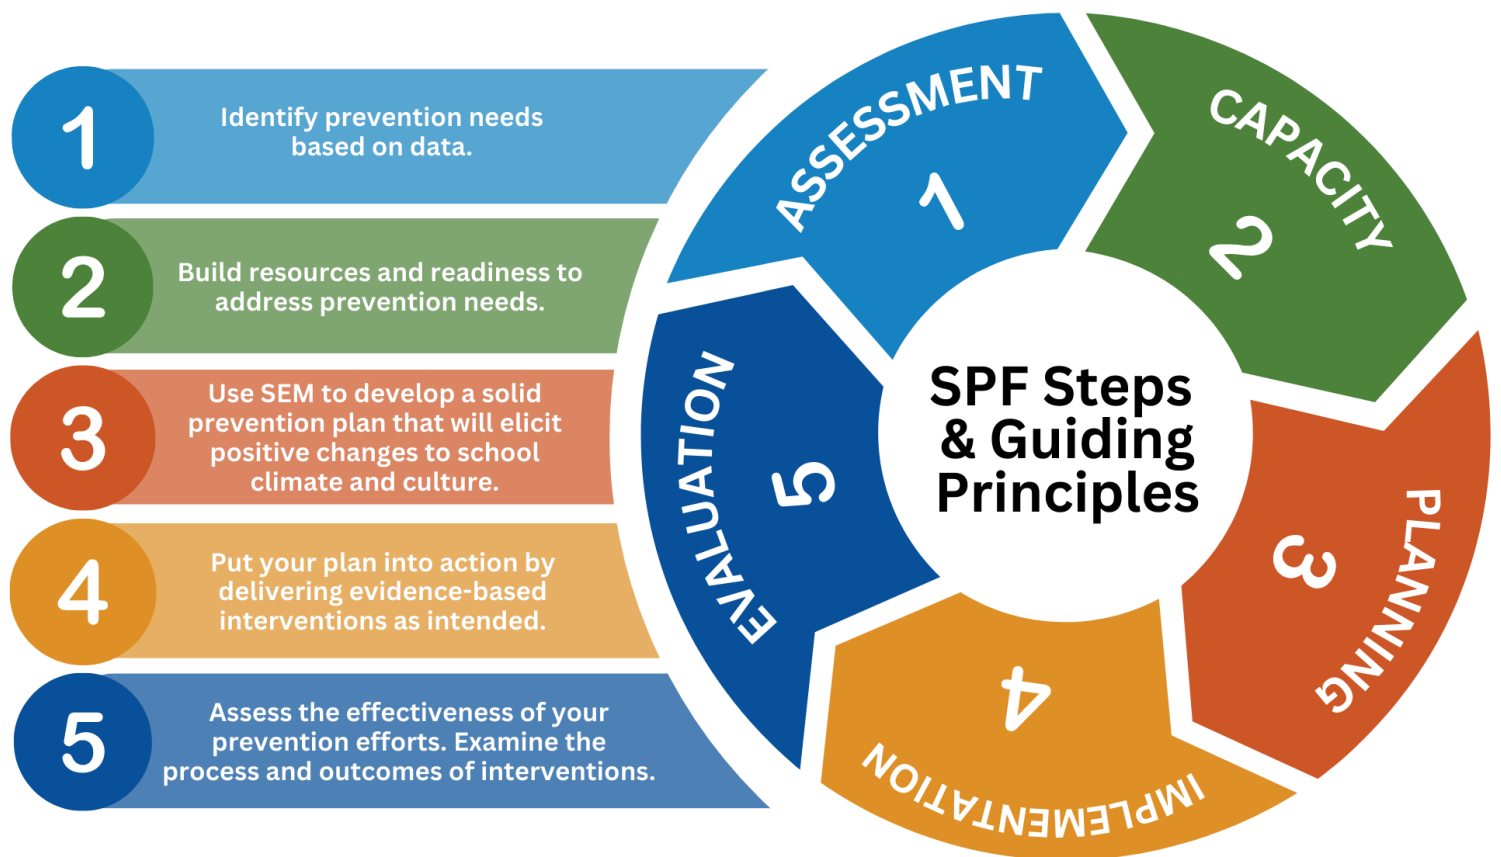 1
Identify prevention needs
based on data.
2
Build resources and readiness to
address prevention needs.
3
Use SEM to develop a solid
prevention plan that will elicit
positive changes to school
climate and culture.
4
Put your plan into action by
delivering evidence-based
interventions as intended.
5
Assess the effectiveness of your
prevention efforts. Examine the
process and outcomes of interventions.
ASSESSMENT
1
CAPACITY
2
PLANNING
3
IMPLEMENTATION
4
EVALUATION
5
SPF Steps
& Guiding
Principles